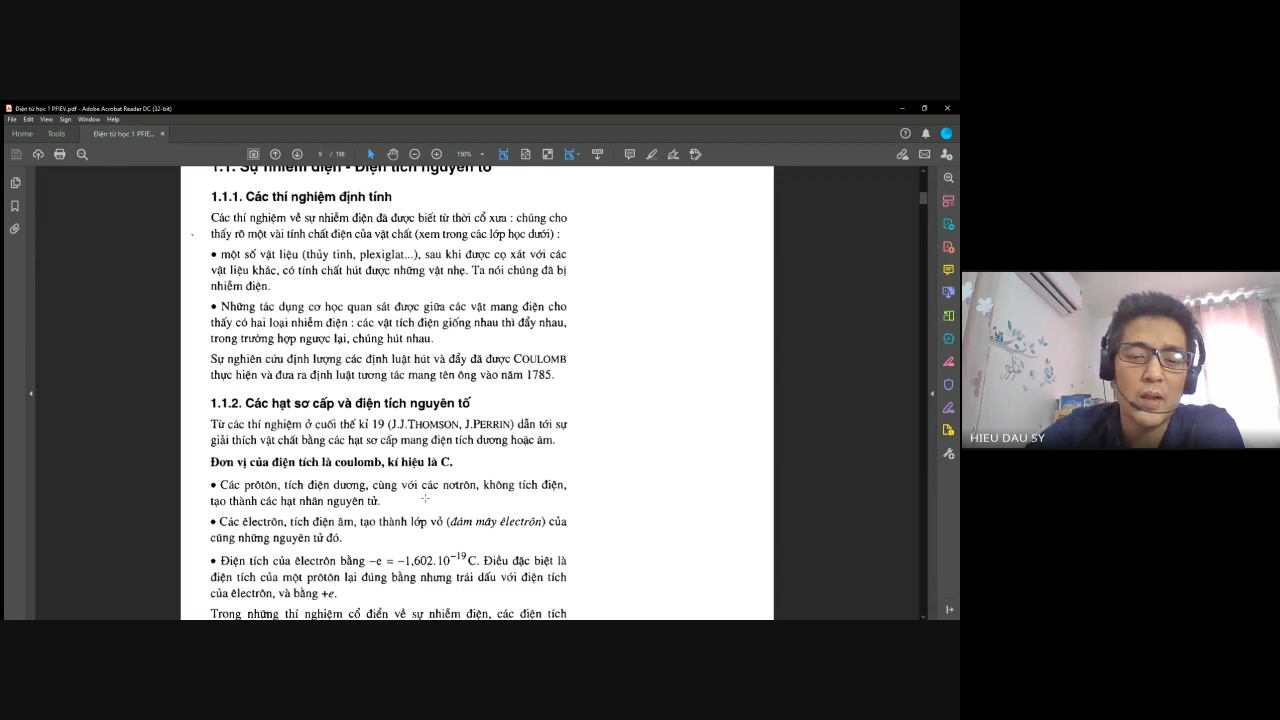 Điện từ học 1 PFIEV.pdf - Adobe Acrobat Reader DC (32-bit)
File Edit View Sign Window Help
Home Tools Điện từ học 1 PFIE... ×
9 / 198 150%
1.1. Sự nhiễm điện - Điện tích nguyên tố
1.1.1. Các thí nghiệm định tính
Các thí nghiệm về sự nhiễm điện đã được biết từ thời cổ xưa : chúng cho
thấy rõ một vài tính chất điện của vật chất (xem trong các lớp học dưới) :
• một số vật liệu (thủy tinh, plexiglat...), sau khi được cọ xát với các
vật liệu khác, có tính chất hút được những vật nhẹ. Ta nói chúng đã bị
nhiễm điện.
• Những tác dụng cơ học quan sát được giữa các vật mang điện cho
thấy có hai loại nhiễm điện : các vật tích điện giống nhau thì đẩy nhau,
trong trường hợp ngược lại, chúng hút nhau.
Sự nghiên cứu định lượng các định luật hút và đẩy đã được COULOMB
thực hiện và đưa ra định luật tương tác mang tên ông vào năm 1785.
1.1.2. Các hạt sơ cấp và điện tích nguyên tố
Từ các thí nghiệm ở cuối thế kỉ 19 (J.J.THOMSON, J.PERRIN) dẫn tới sự
giải thích vật chất bằng các hạt sơ cấp mang điện tích dương hoặc âm.
Đơn vị của điện tích là coulomb, kí hiệu là C.
• Các prôtôn, tích điện dương, cùng với các nơtrôn, không tích điện,
tạo thành các hạt nhân nguyên tử.
• Các êlectrôn, tích điện âm, tạo thành lớp vỏ (đám mây êlectrôn) của
cũng những nguyên tử đó.
• Điện tích của êlectrôn bằng −e = −1,602.10⁻¹⁹C. Điều đặc biệt là
điện tích của một prôtôn lại đúng bằng nhưng trái dấu với điện tích
của êlectrôn, và bằng +e.
Trong những thí nghiệm cổ điển về sự nhiễm điện, các điện tích
HIEU DAU SY